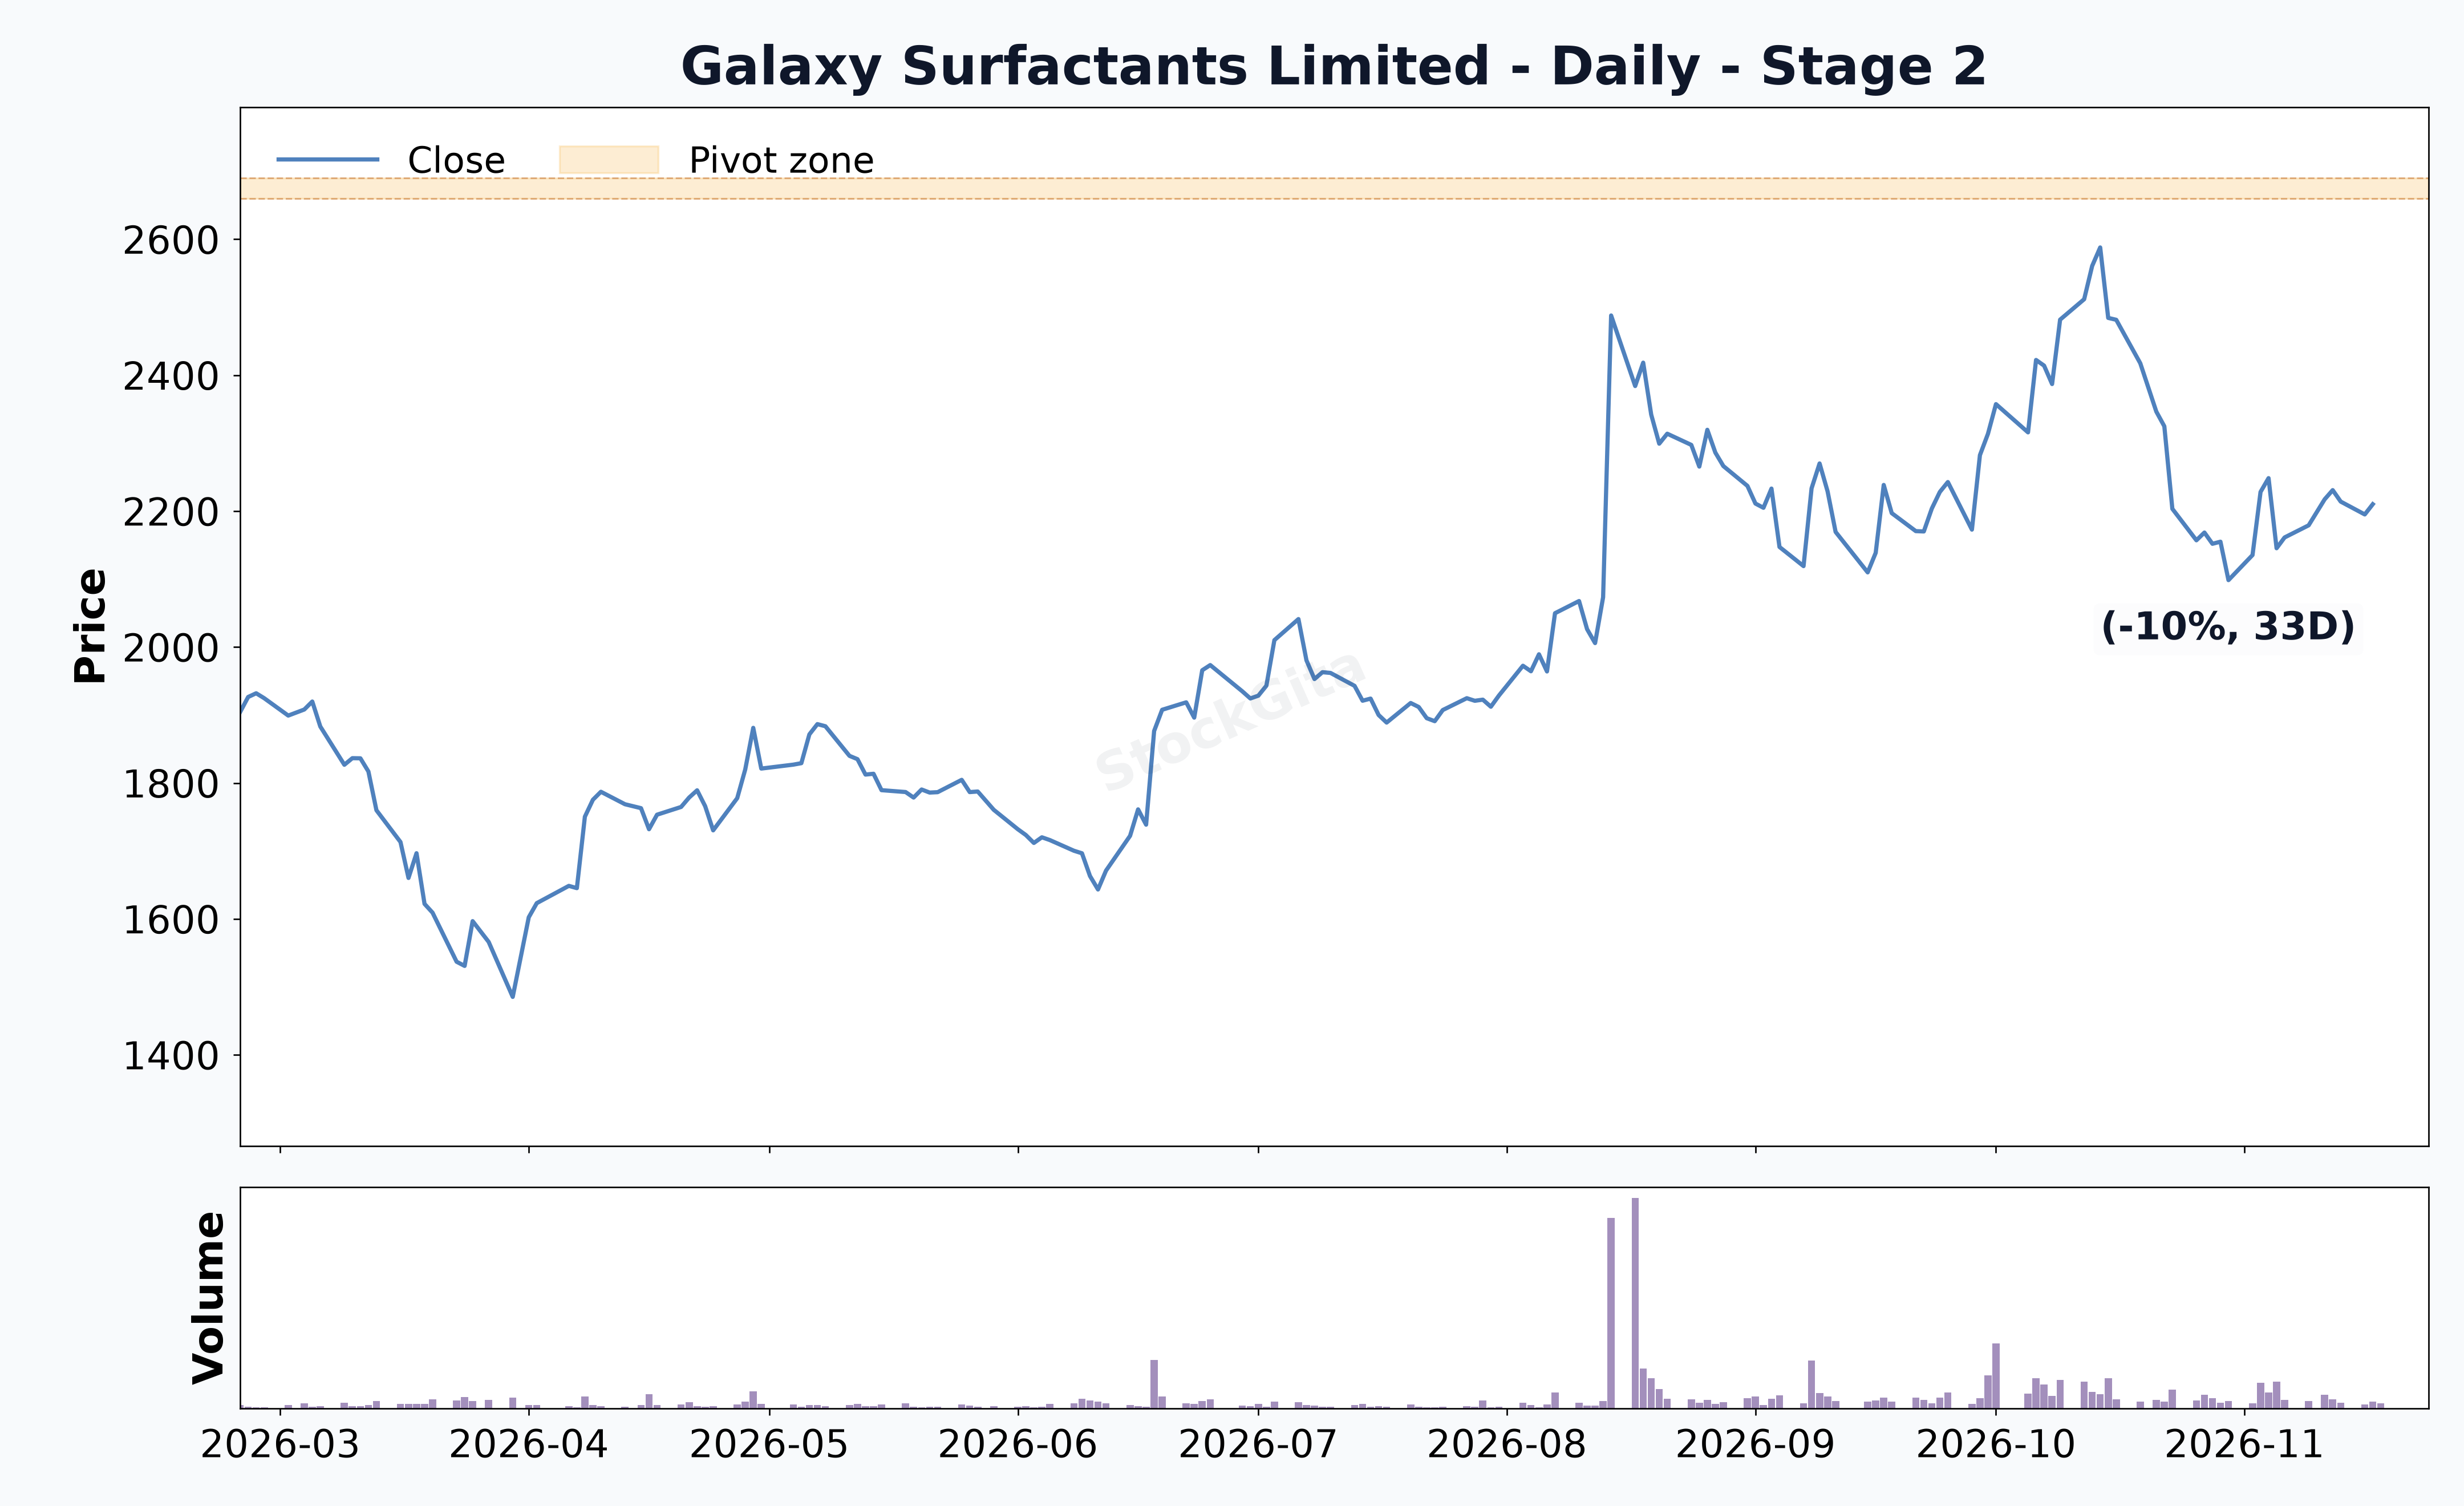 Galaxy Surfactants Limited - Daily - Stage 2
Close
Pivot zone
2600
2400
2200
2000
1800
1600
1400
Price
(-10%, 33D)
StockGita
Volume
2026-03
2026-04
2026-05
2026-06
2026-07
2026-08
2026-09
2026-10
2026-11